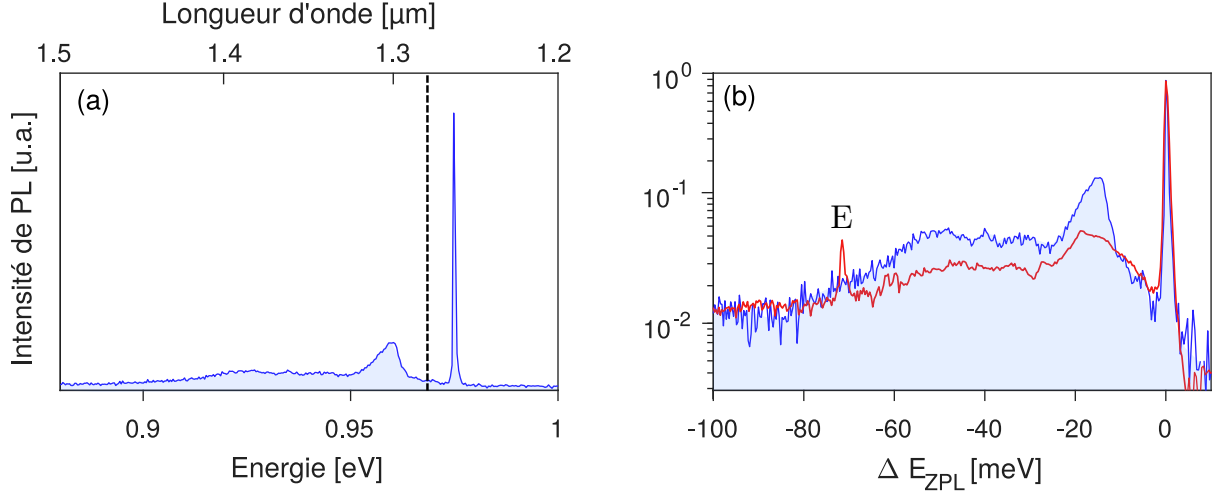 Longueur d'onde [µm]
1.5 1.4 1.3 1.2
(a)
Intensité de PL [u.a.]
0.9 0.95 1
Energie [eV]
(b)
10^0
10^-1
10^-2
E
-100 -80 -60 -40 -20 0
Δ E_ZPL [meV]